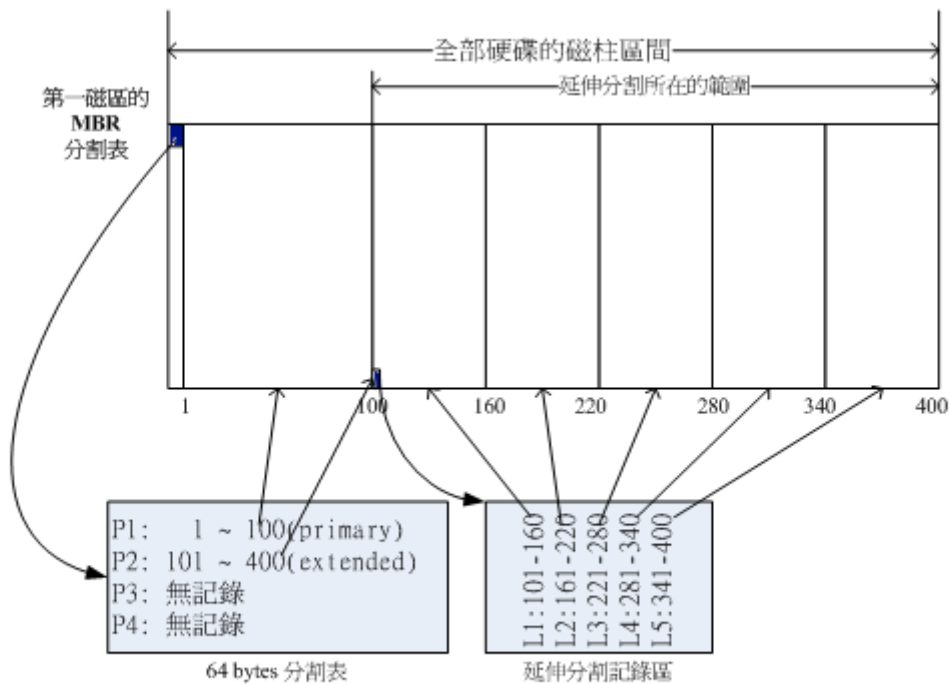 全部硬碟的磁柱區間
延伸分割所在的範圍
第一磁區的
MBR
分割表
1 100 160 220 280 340 400
P1: 1 ~ 100(primary)
P2: 101 ~ 400(extended)
P3: 無記錄
P4: 無記錄
L1:101-160
L2:161-220
L3:221-280
L4:281-340
L5:341-400
64 bytes 分割表
延伸分割記錄區